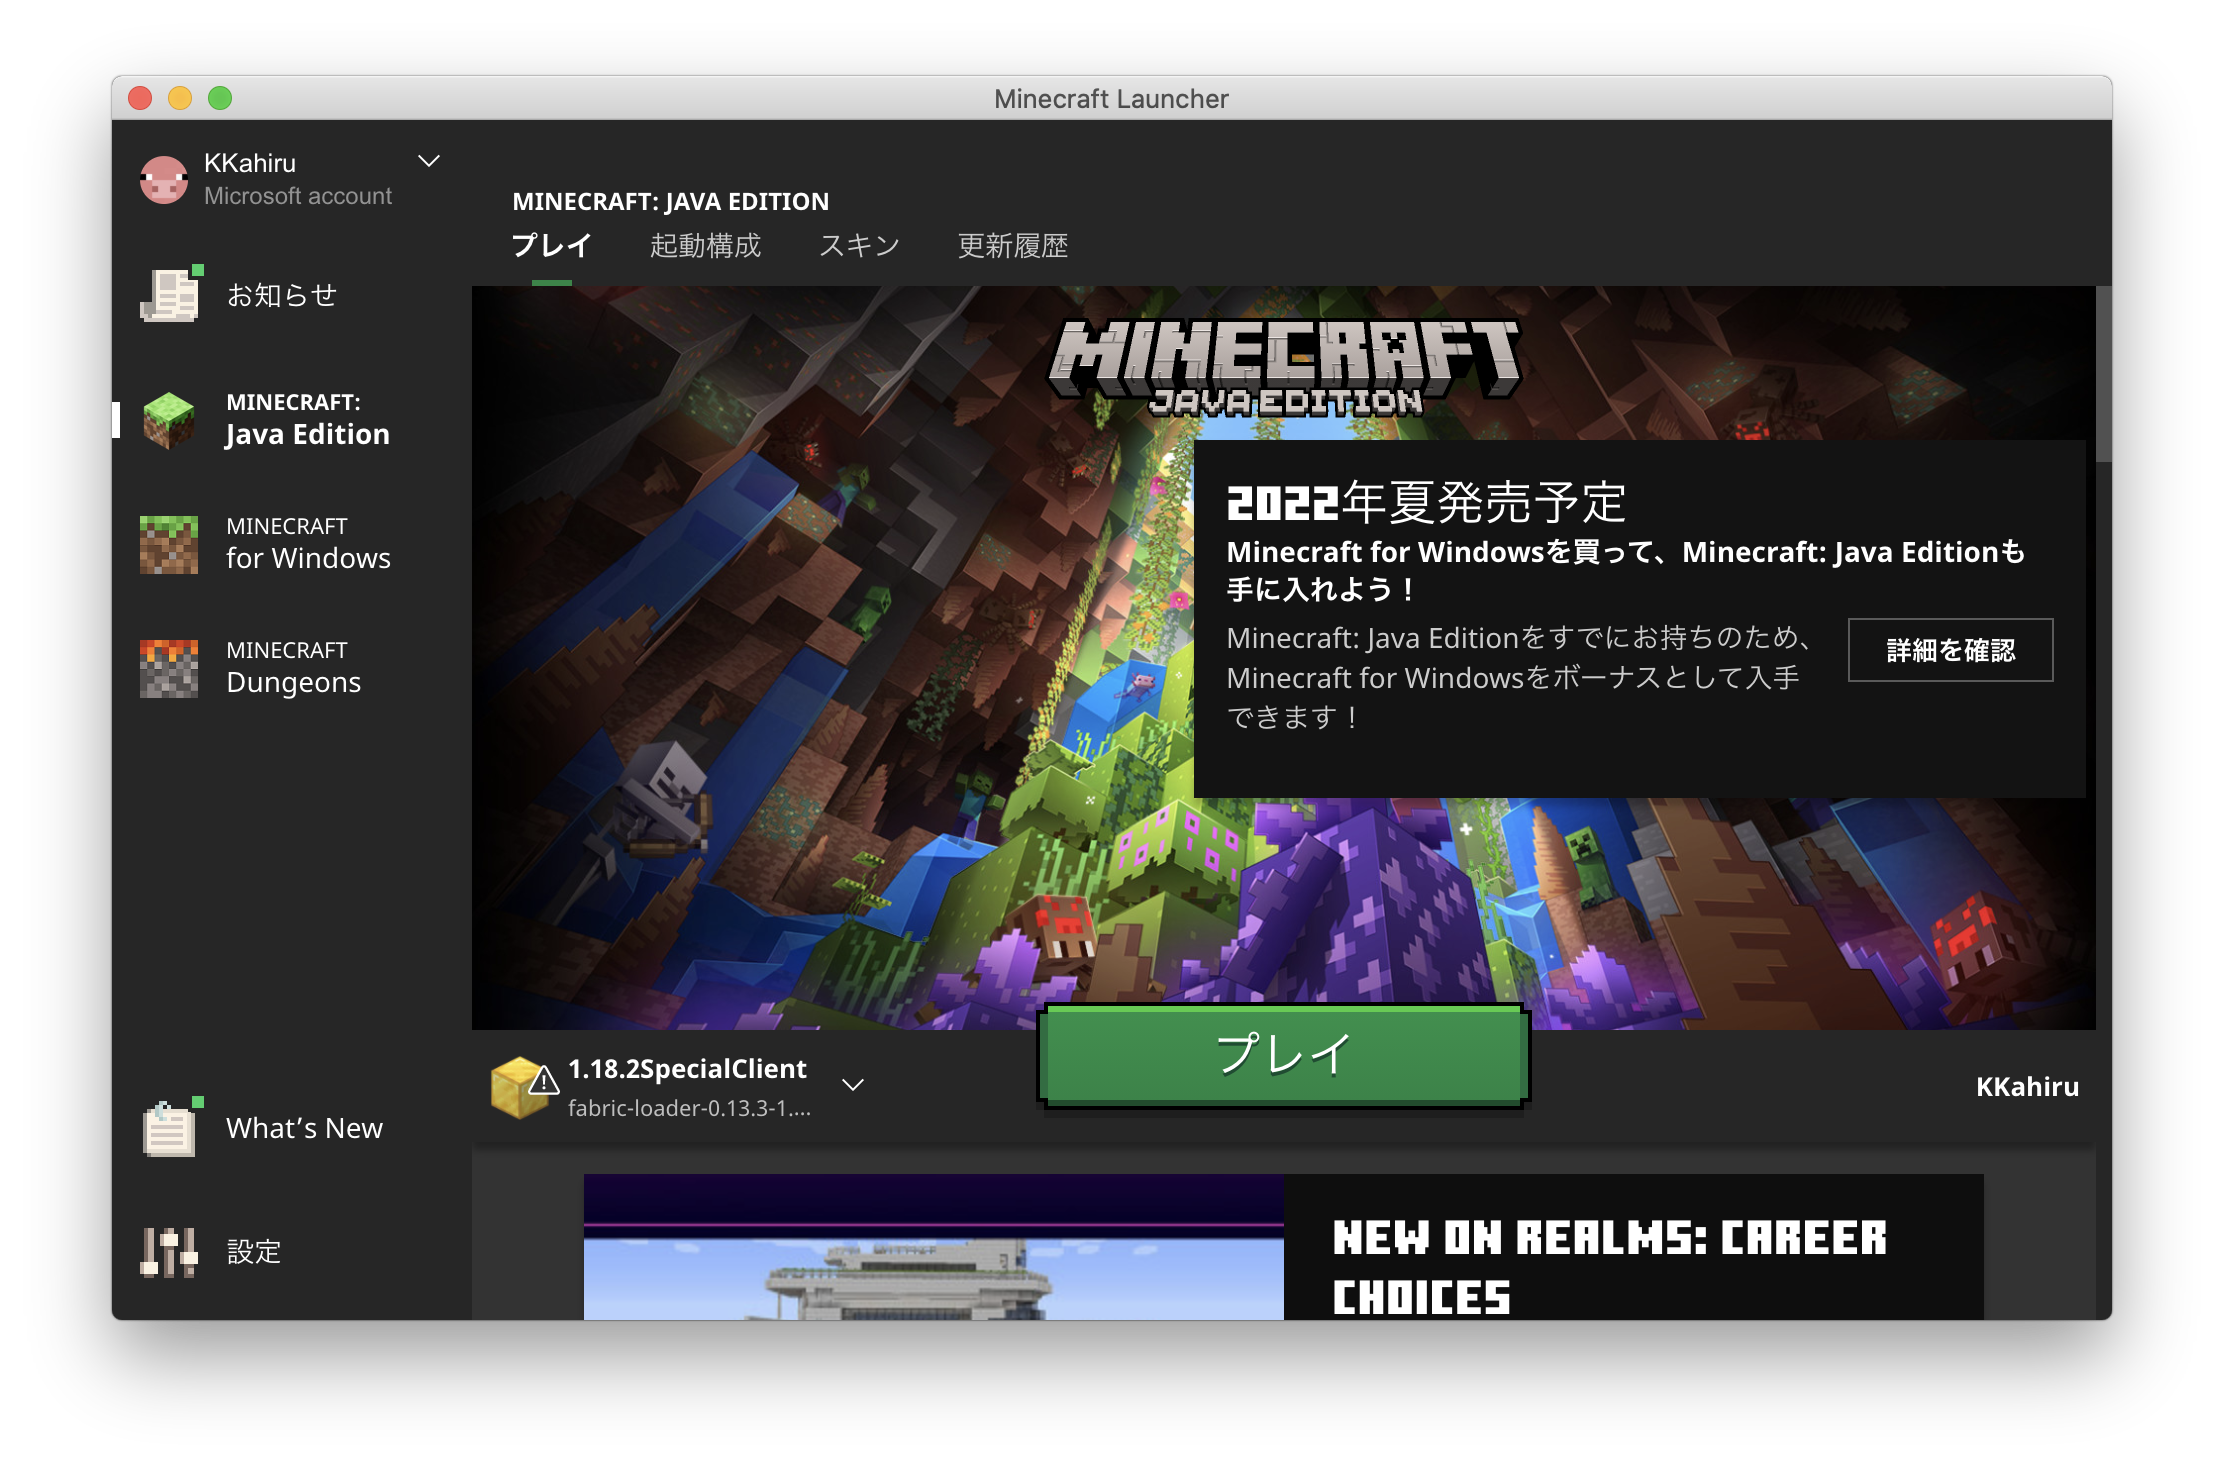 Minecraft Launcher
KKahiru
Microsoft account
お知らせ
MINECRAFT:
Java Edition
MINECRAFT
for Windows
MINECRAFT
Dungeons
What's New
設定
MINECRAFT: JAVA EDITION
プレイ 起動構成 スキン 更新履歴
MINECRAFT
JAVA EDITION
2022年夏発売予定
Minecraft for Windowsを買って、Minecraft: Java Editionも
手に入れよう！
Minecraft: Java Editionをすでにお持ちのため、
Minecraft for Windowsをボーナスとして入手
できます！
詳細を確認
1.18.2SpecialClient
fabric-loader-0.13.3-1....
プレイ
KKahiru
NEW ON REALMS: CAREER
CHOICES